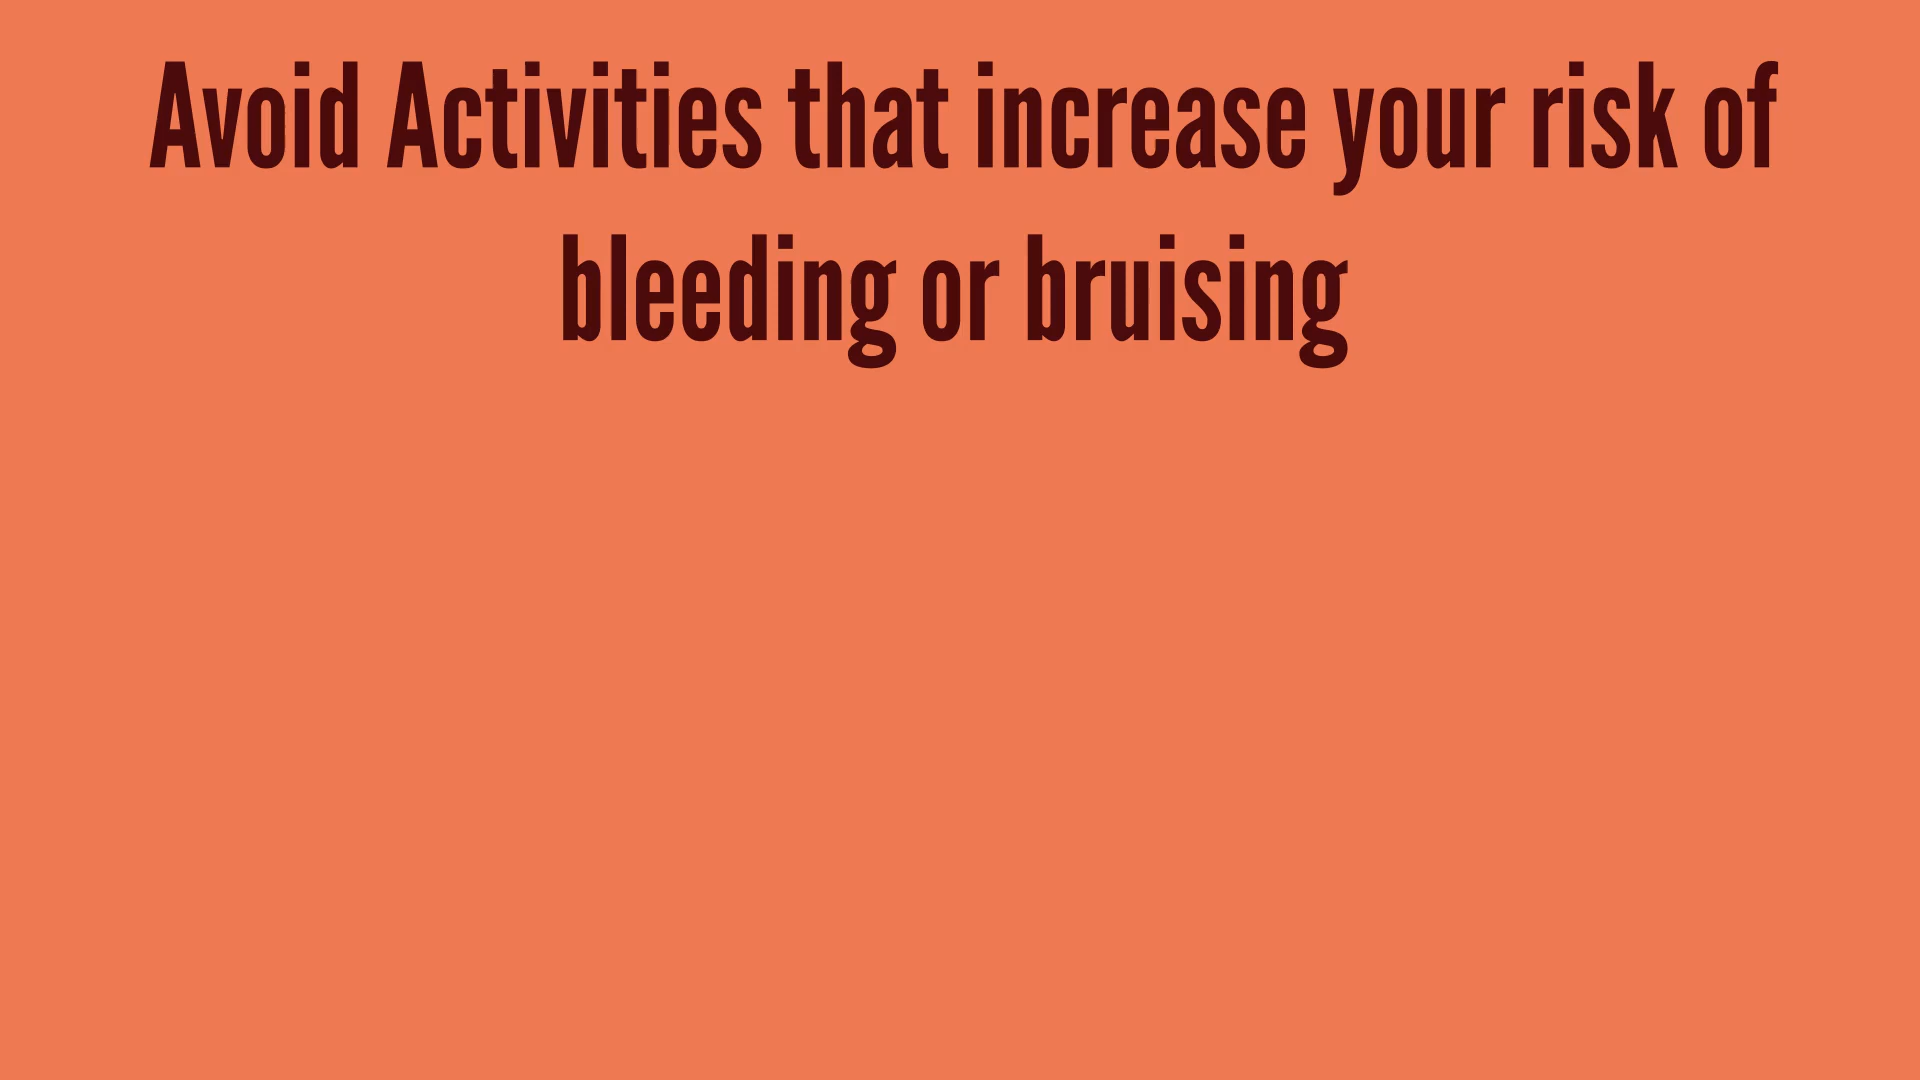 Avoid Activities that increase your risk of
bleeding or bruising